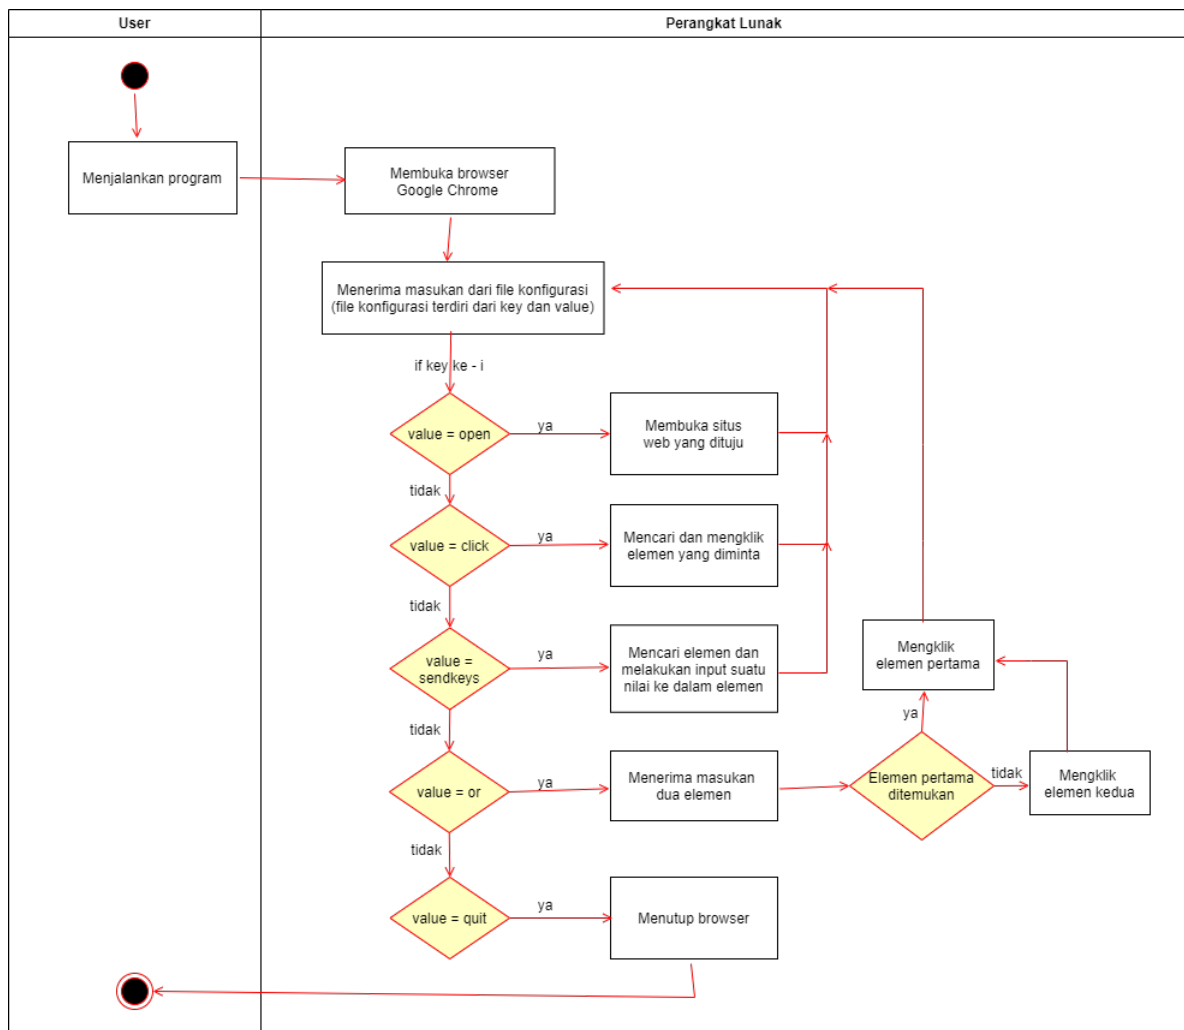 User
Perangkat Lunak
Menjalankan program
Membuka browser
Google Chrome
Menerima masukan dari file konfigurasi
(file konfigurasi terdiri dari key dan value)
if key ke - i
value = open
ya
Membuka situs
web yang dituju
tidak
value = click
ya
Mencari dan mengklik
elemen yang diminta
tidak
value =
sendkeys
ya
Mencari elemen dan
melakukan input suatu
nilai ke dalam elemen
Mengklik
elemen pertama
ya
tidak
value = or
ya
Menerima masukan
dua elemen
Elemen pertama
ditemukan
tidak
Mengklik
elemen kedua
tidak
value = quit
ya
Menutup browser